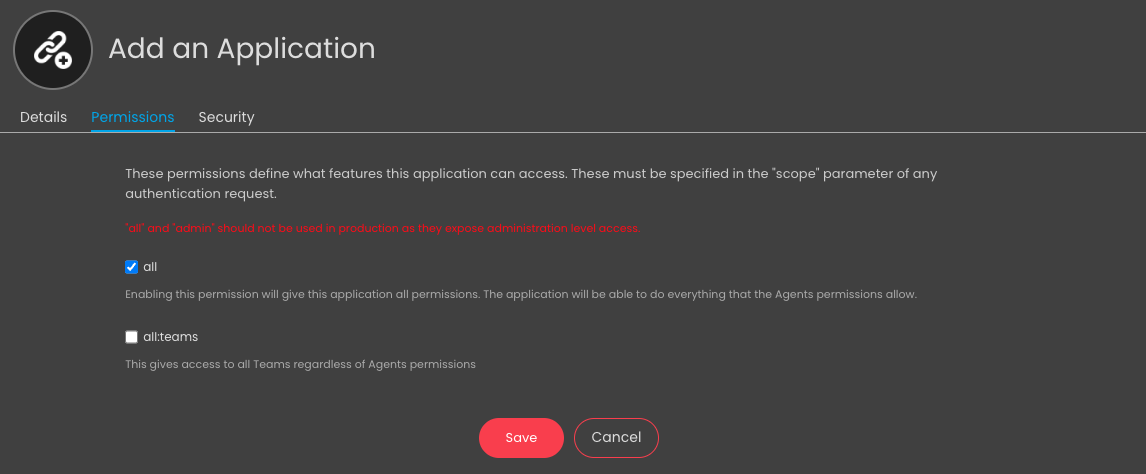 Add an Application
Details Permissions Security
These permissions define what features this application can access. These must be specified in the "scope" parameter of any
authentication request.
"all" and "admin" should not be used in production as they expose administration level access.
all
Enabling this permission will give this application all permissions. The application will be able to do everything that the Agents permissions allow.
all:teams
This gives access to all Teams regardless of Agents permissions
Save Cancel